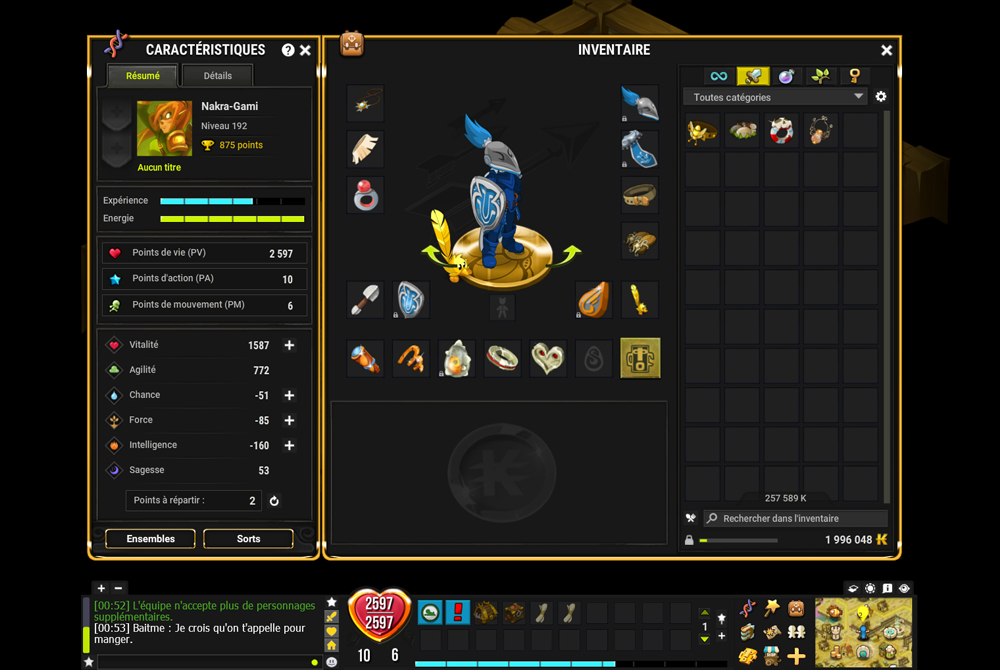 CARACTÉRISTIQUES
?
Résumé
Détails
Nakra-Gami
Niveau 192
875 points
Aucun titre
Expérience
Energie
Points de vie (PV) 2 597
Points d'action (PA) 10
Points de mouvement (PM) 6
Vitalité 1587 +
Agilité 772
Chance -51 +
Force -85 +
Intelligence -160 +
Sagesse 53
Points à répartir : 2
Ensembles
Sorts
INVENTAIRE
Toutes catégories
257 589 K
Rechercher dans l'inventaire
1 996 048 K
+ −
[00:52] L'équipe n'accepte plus de personnages
supplémentaires.
[00:53] Baitme : Je crois qu'on t'appelle pour
manger.
2597
2597
10 6
1